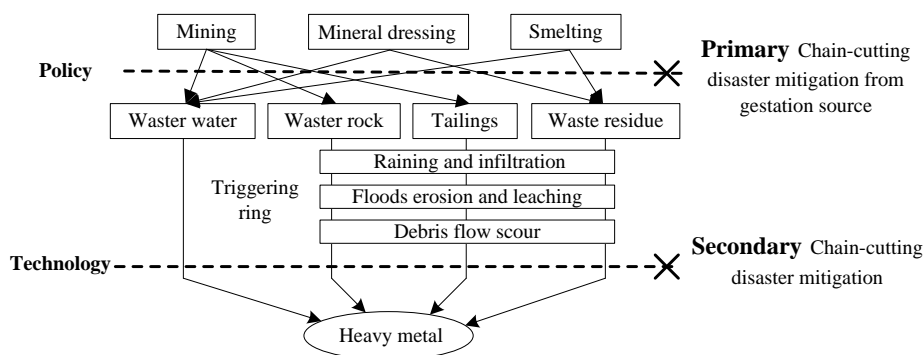 Mining
Mineral dressing
Smelting
Policy
Primary Chain-cutting
disaster mitigation from
gestation source
Waster water
Waster rock
Tailings
Waste residue
Raining and infiltration
Triggering
ring
Floods erosion and leaching
Debris flow scour
Technology
Secondary Chain-cutting
disaster mitigation
Heavy metal